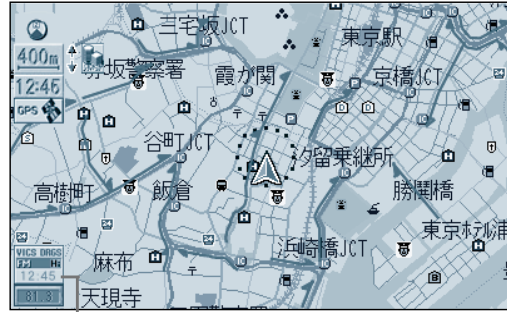 三宅坂JCT
東京駅
400m
坂警察署
霞が関
京橋JCT
12:46
GPS
谷町JCT
汐留乗継所
高樹町
飯倉
勝鬨橋
東京ホテル浦
浜崎橋JCT
VICS DRGS
FM Hi
麻布
12:45
81.3
天現寺